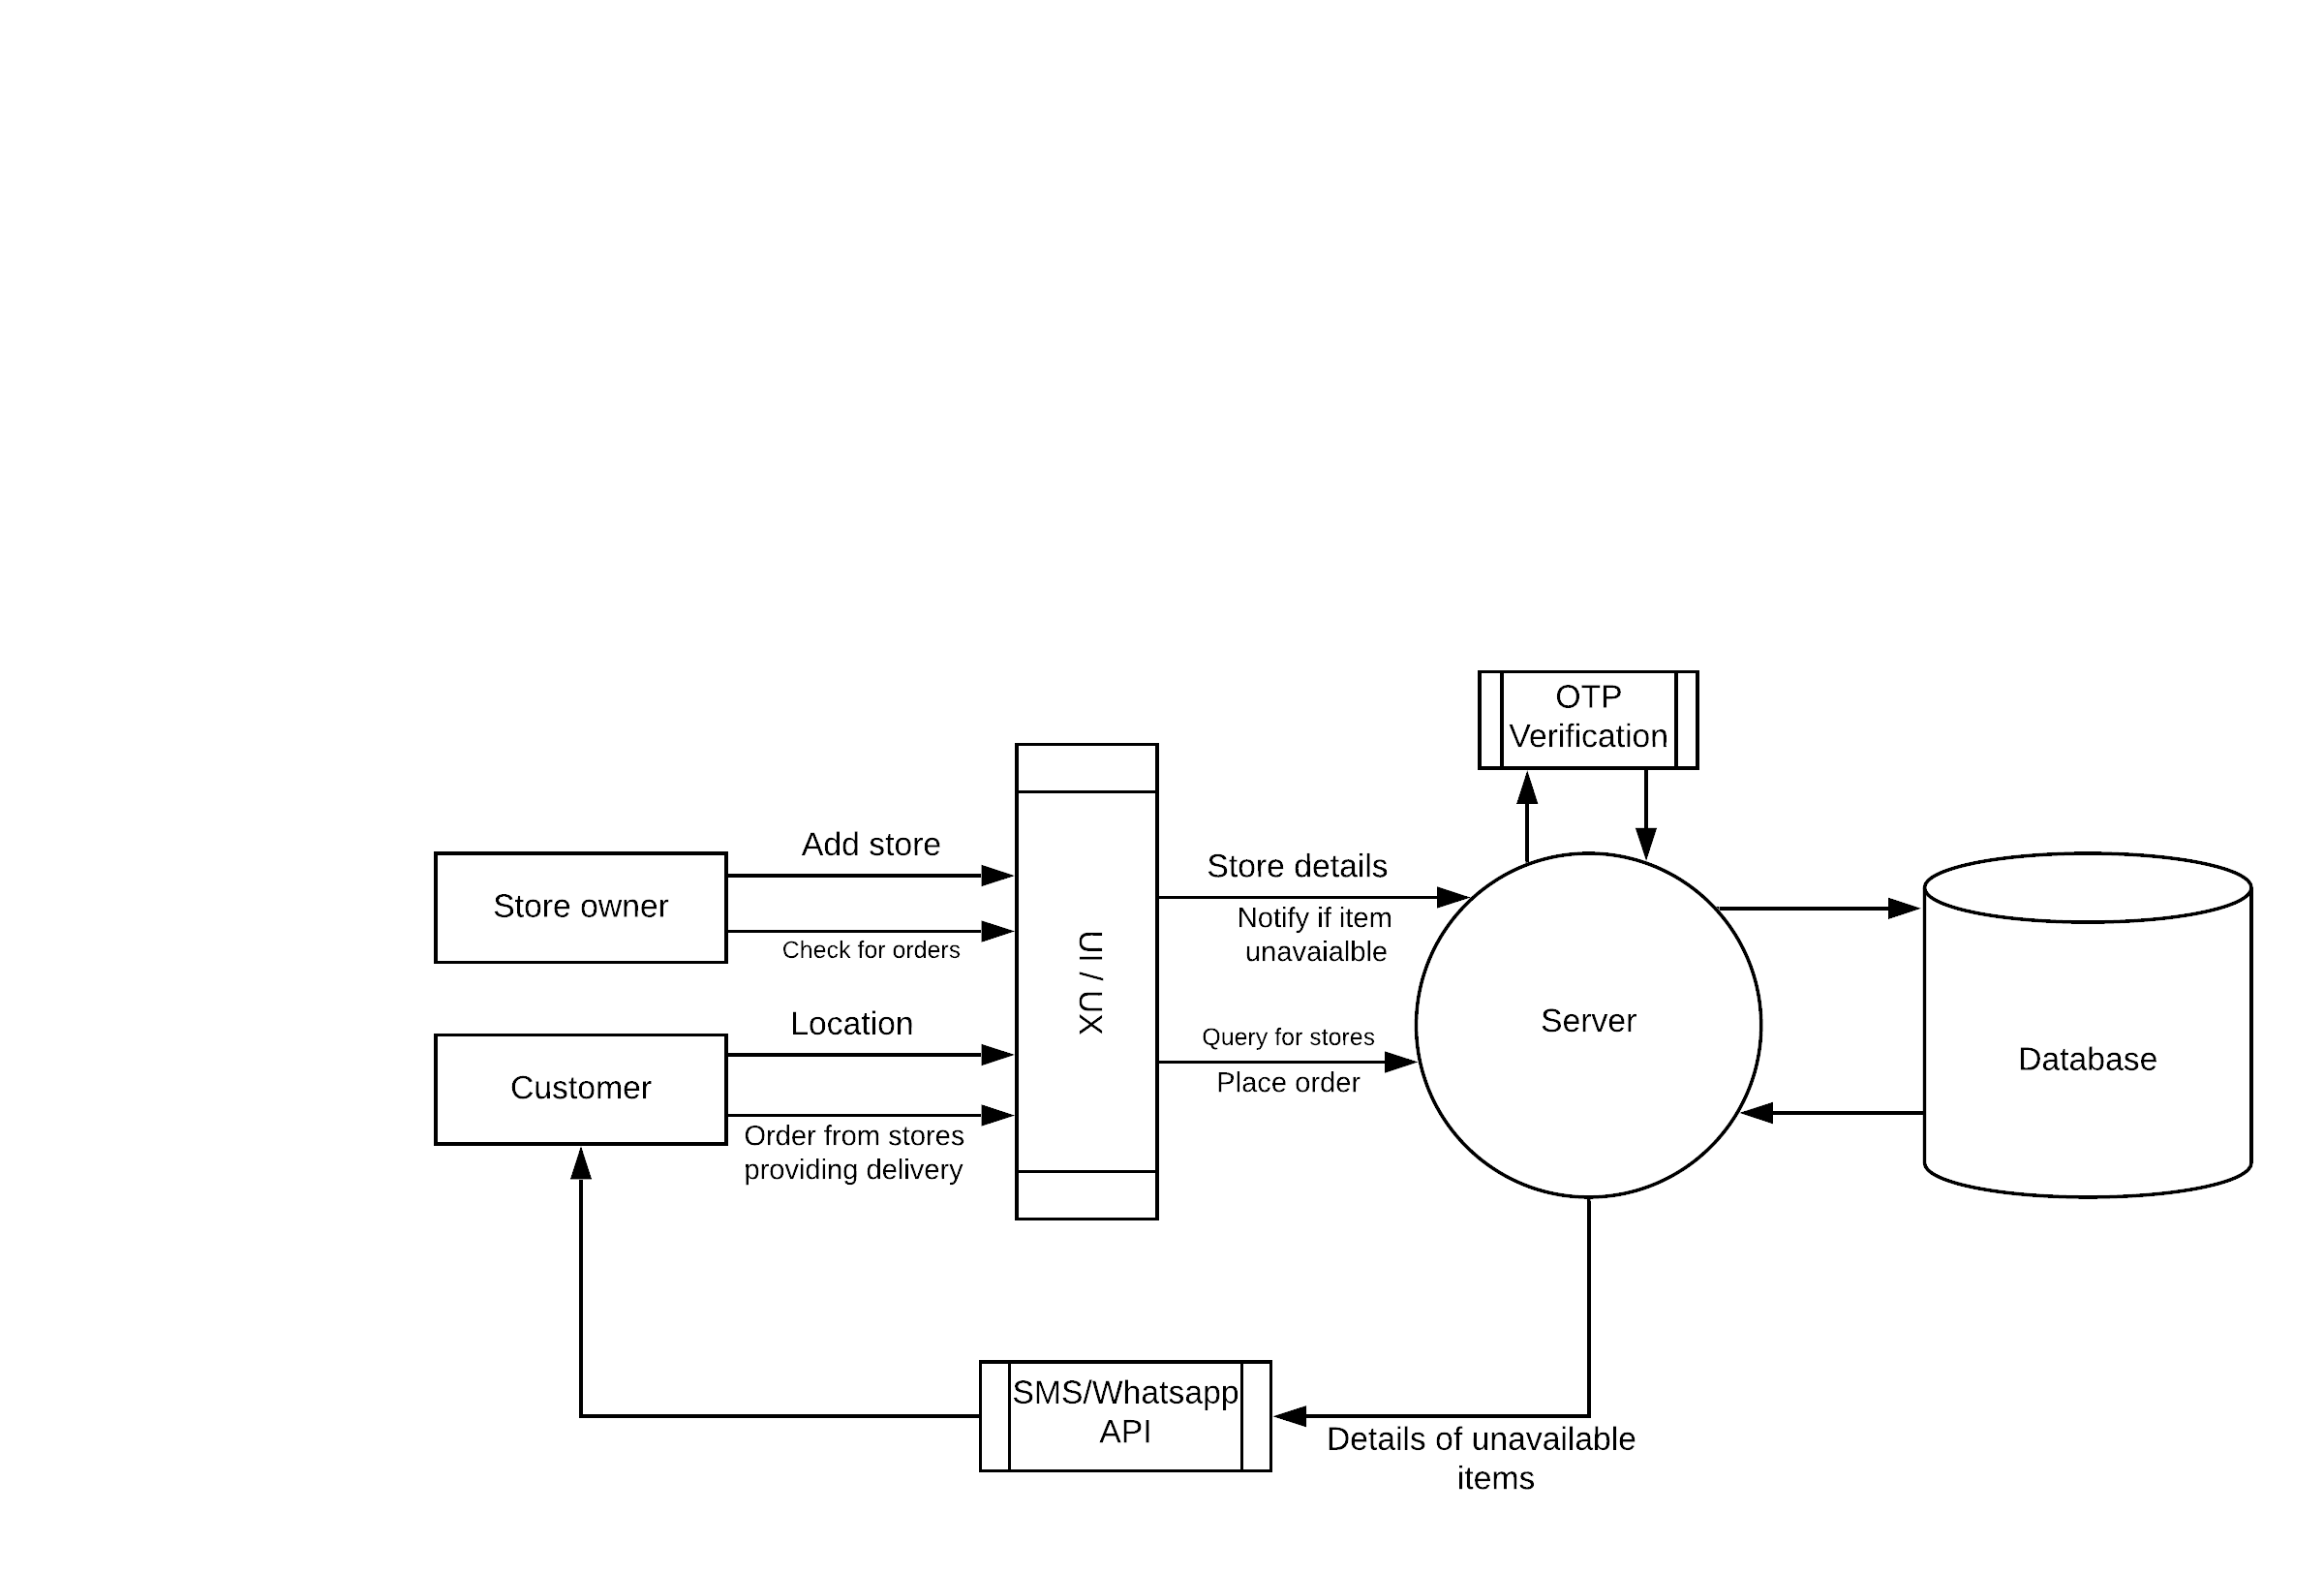 OTP
Verification
Add store
Store owner
Check for orders
Location
Customer
Order from stores
providing delivery
UI / UX
Store details
Notify if item
unavaialble
Query for stores
Place order
Server
Database
SMS/Whatsapp
API
Details of unavailable
items